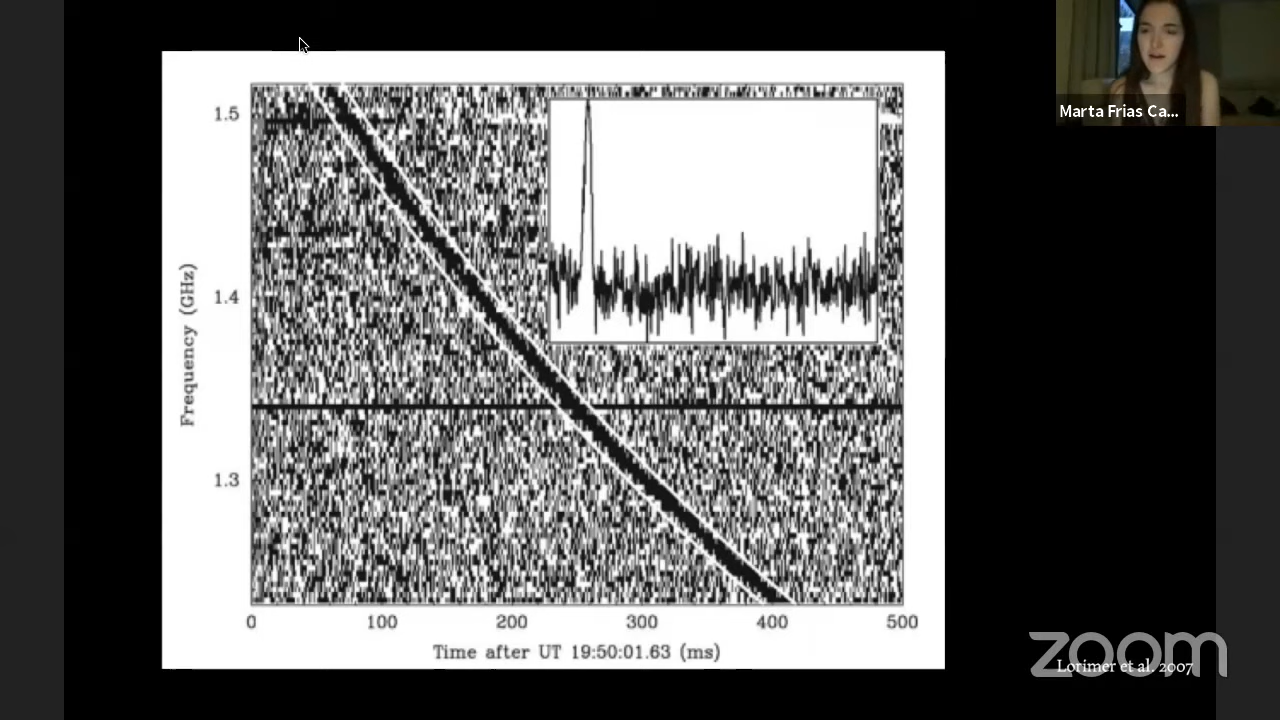 Marta Frias Ca...
1.5
1.4
1.3
Frequency (GHz)
0 100 200 300 400 500
Time after UT 19:50:01.63 (ms)
zoom
Lorimer et al. 2007